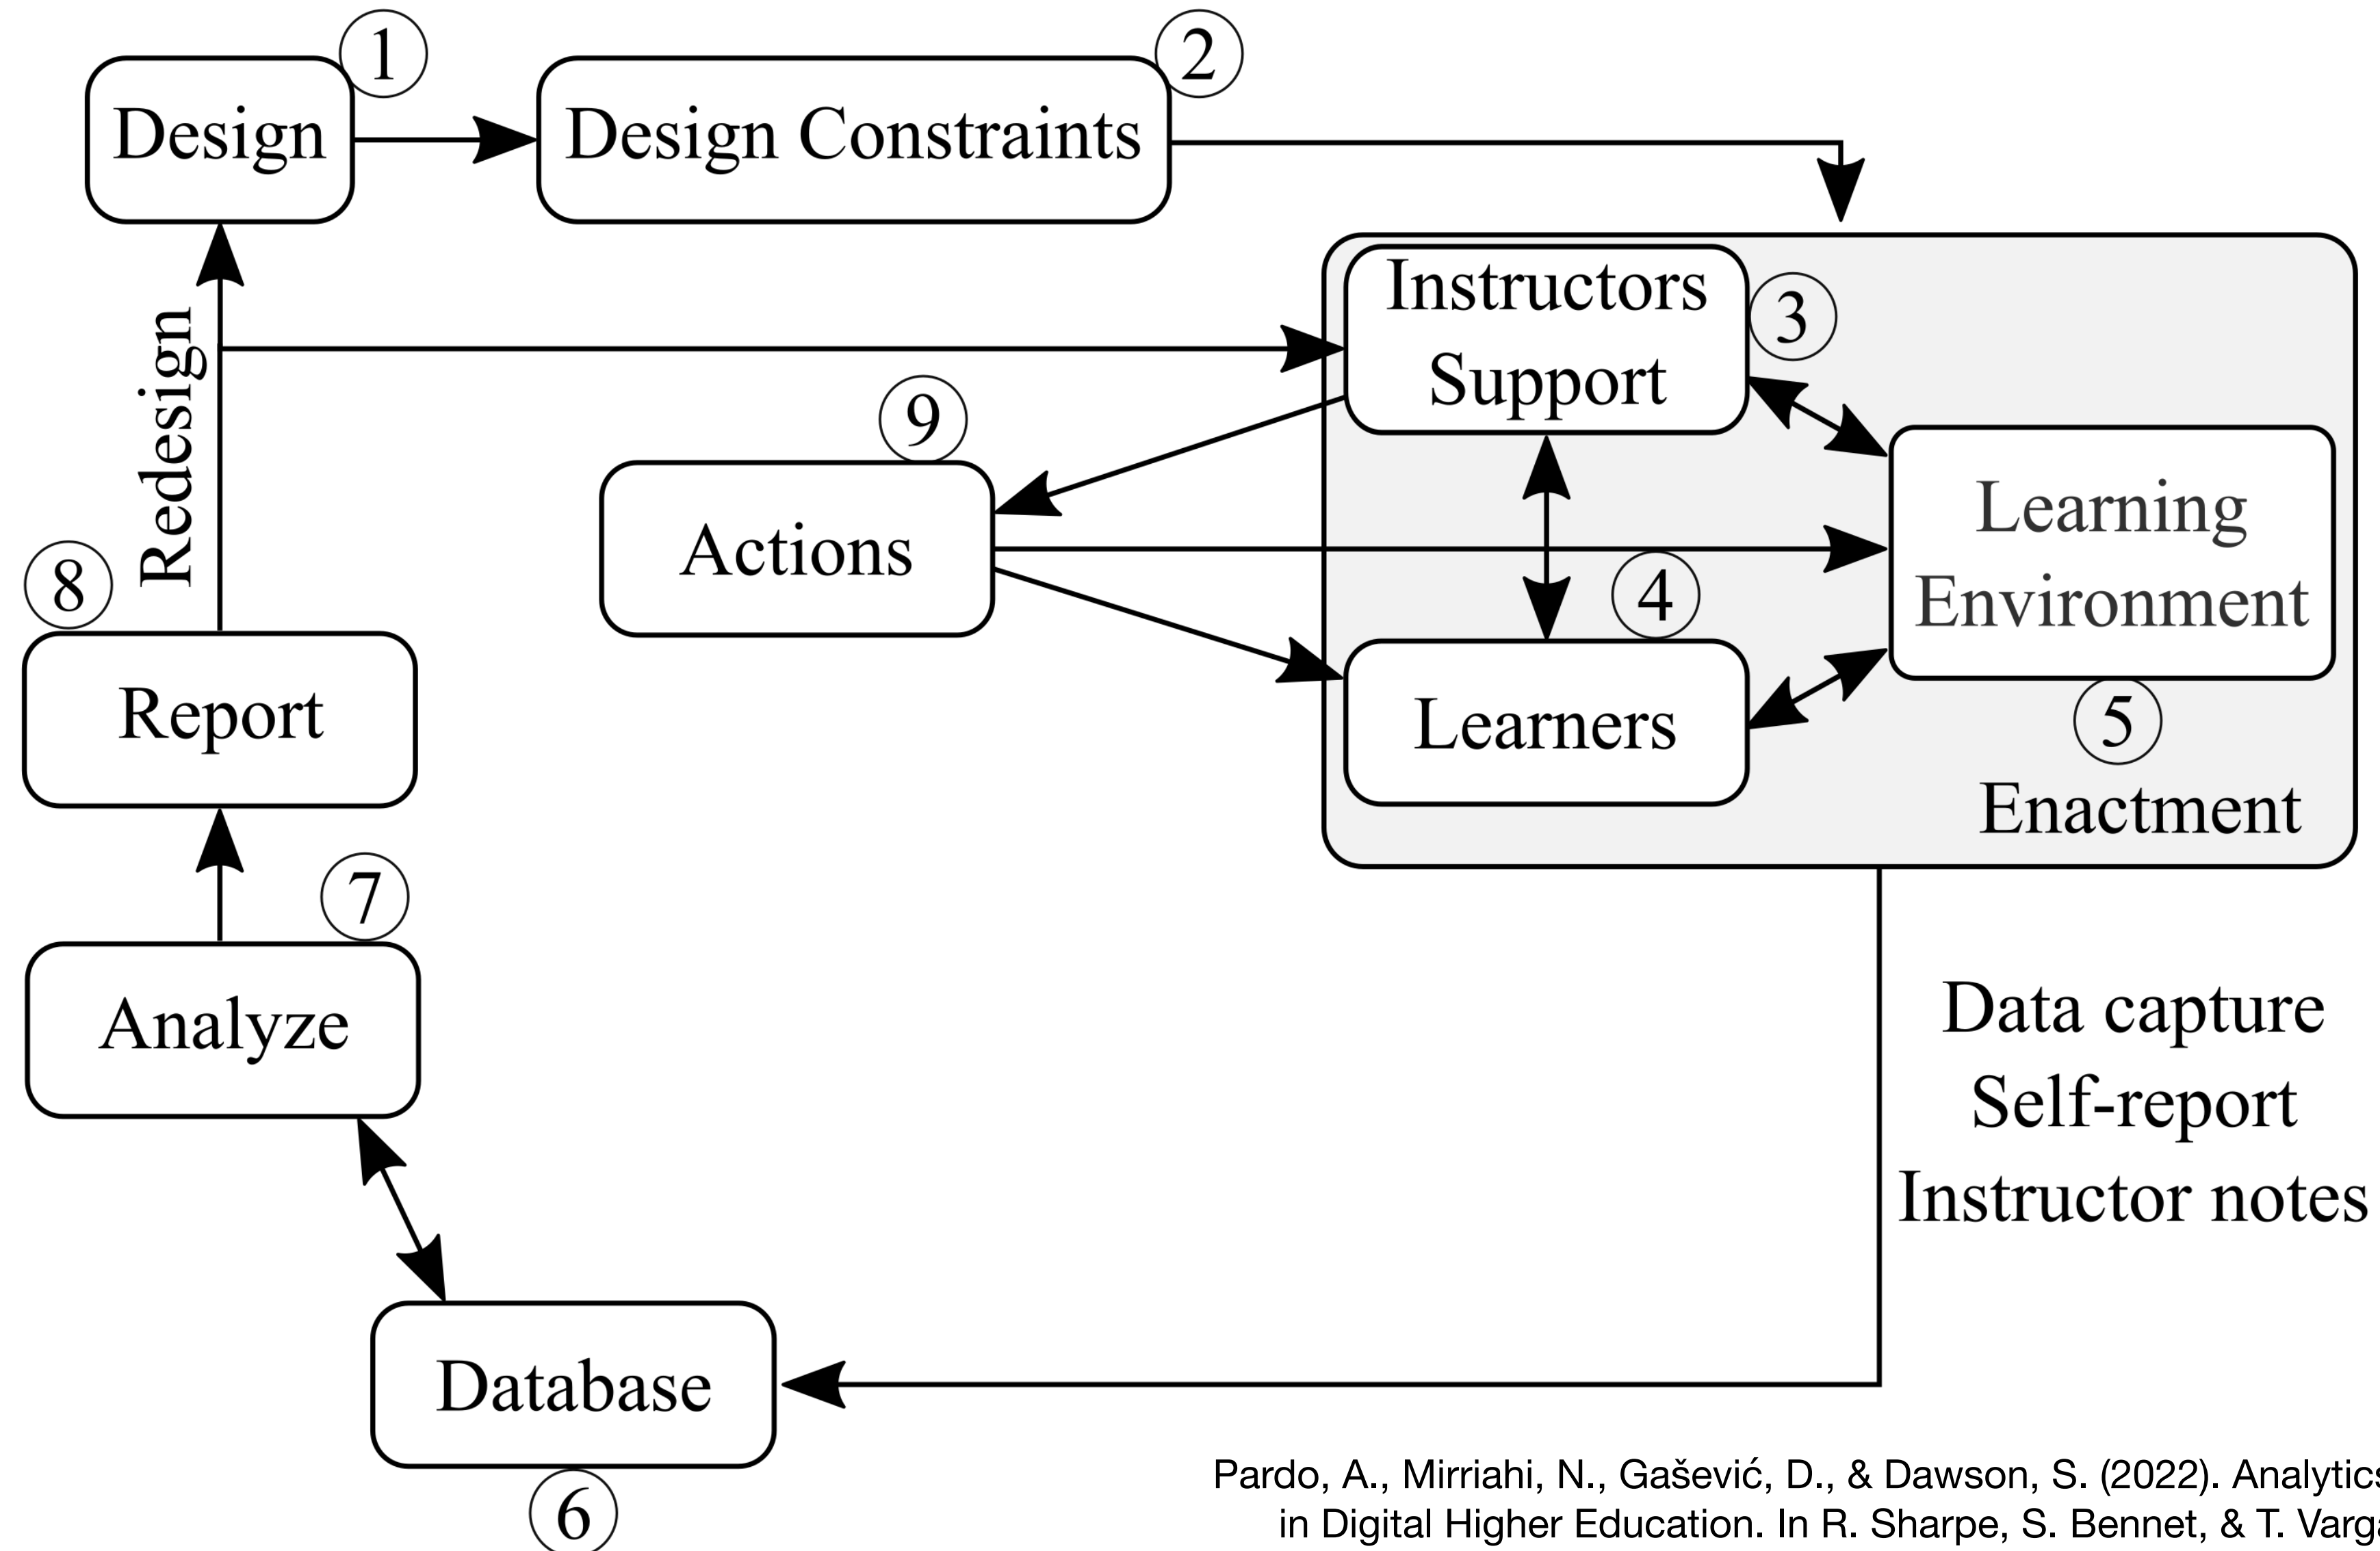 ①
②
Design
Design Constraints
Instructors
Support
③
Redesign
⑨
Actions
Learning
Environment
④
⑧
Report
Learners
⑤
Enactment
⑦
Analyze
Data capture
Self-report
Instructor notes
Database
⑥
Pardo, A., Mirriahi, N., Gašević, D., & Dawson, S. (2022). Analytics
in Digital Higher Education. In R. Sharpe, S. Bennet, & T. Varga